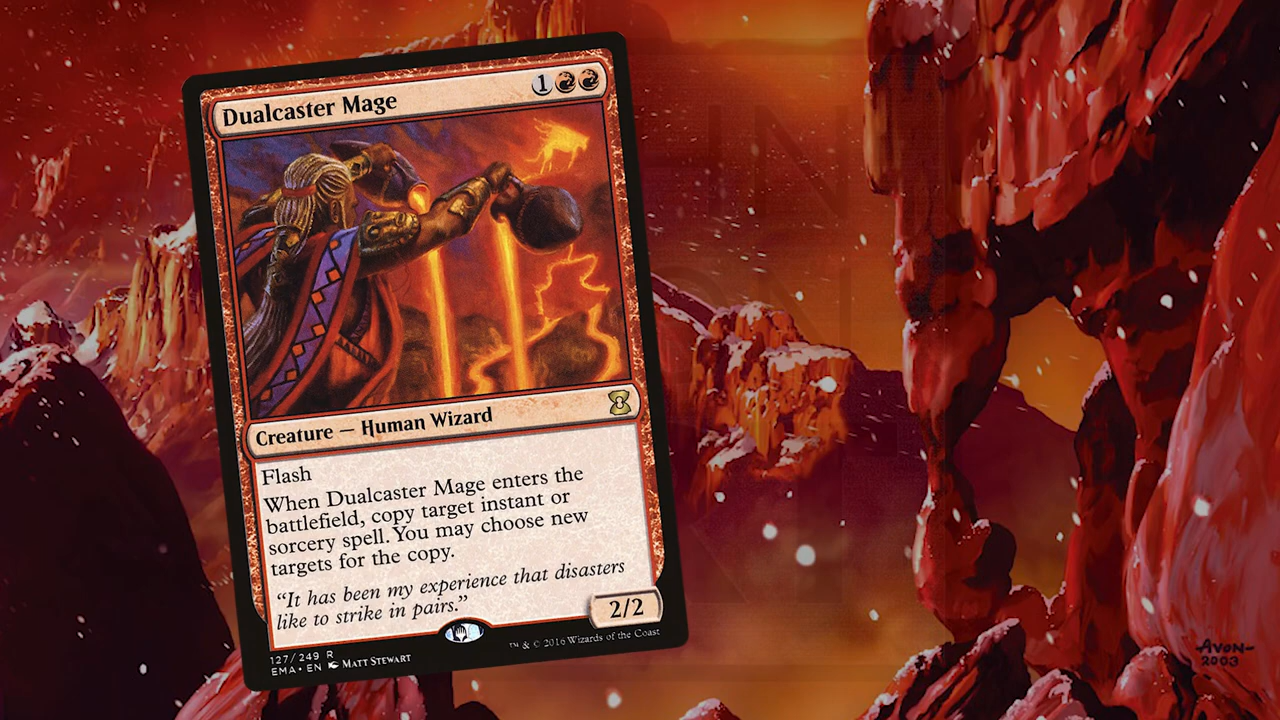 Dualcaster Mage 1
Creature — Human Wizard
Flash
When Dualcaster Mage enters the
battlefield, copy target instant or
sorcery spell. You may choose new
targets for the copy.
“It has been my experience that disasters
like to strike in pairs.”
2/2
127/249 R
EMA • EN Matt Stewart
™ & © 2016 Wizards of the Coast
AVON-
2003